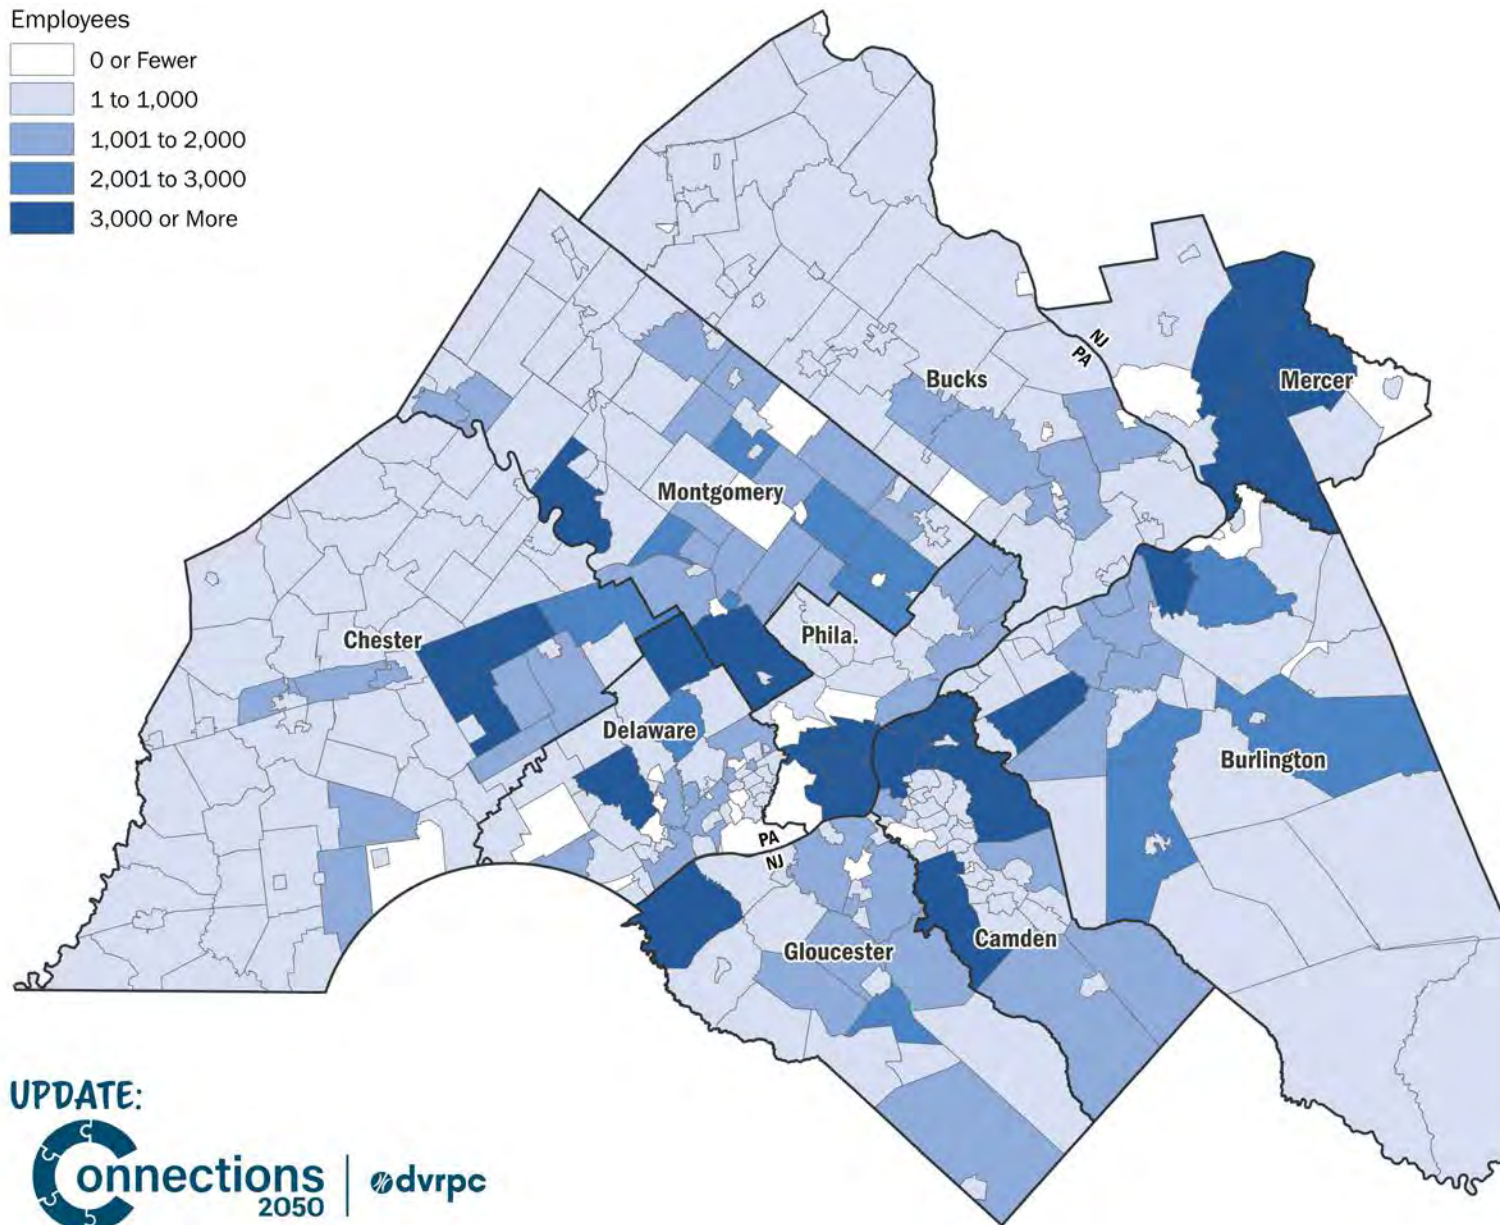 Employees
0 or Fewer
1 to 1,000
1,001 to 2,000
2,001 to 3,000
3,000 or More
NJ
PA
Bucks
Mercer
Montgomery
Chester
Phila.
Delaware
Burlington
PA
NJ
Gloucester
Camden
UPDATE:
Connections
2050
dvrpc